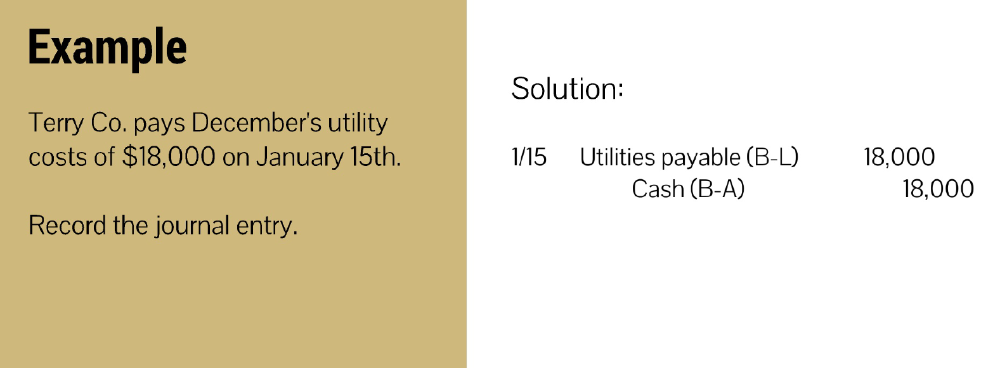 Example
Terry Co. pays December's utility
costs of $18,000 on January 15th.
Record the journal entry.
Solution:
1/15 Utilities payable (B-L) 18,000
Cash (B-A) 18,000